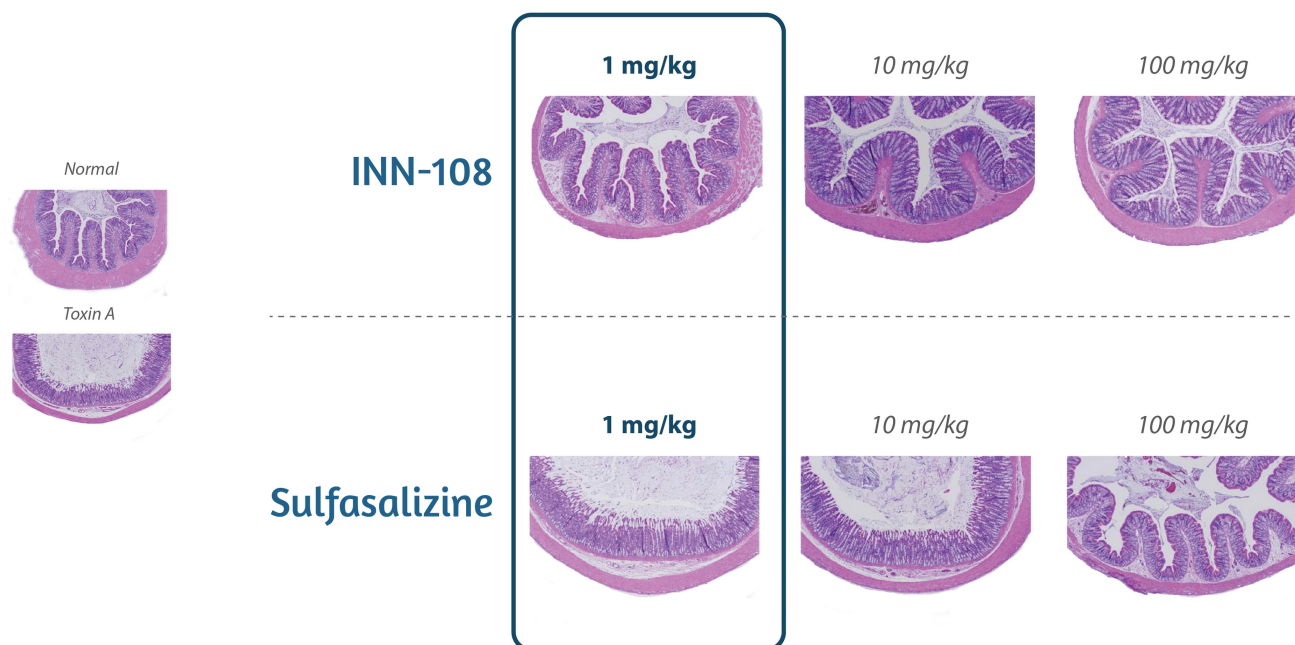 Normal
Toxin A
1 mg/kg
10 mg/kg
100 mg/kg
INN-108
1 mg/kg
10 mg/kg
100 mg/kg
Sulfasalizine